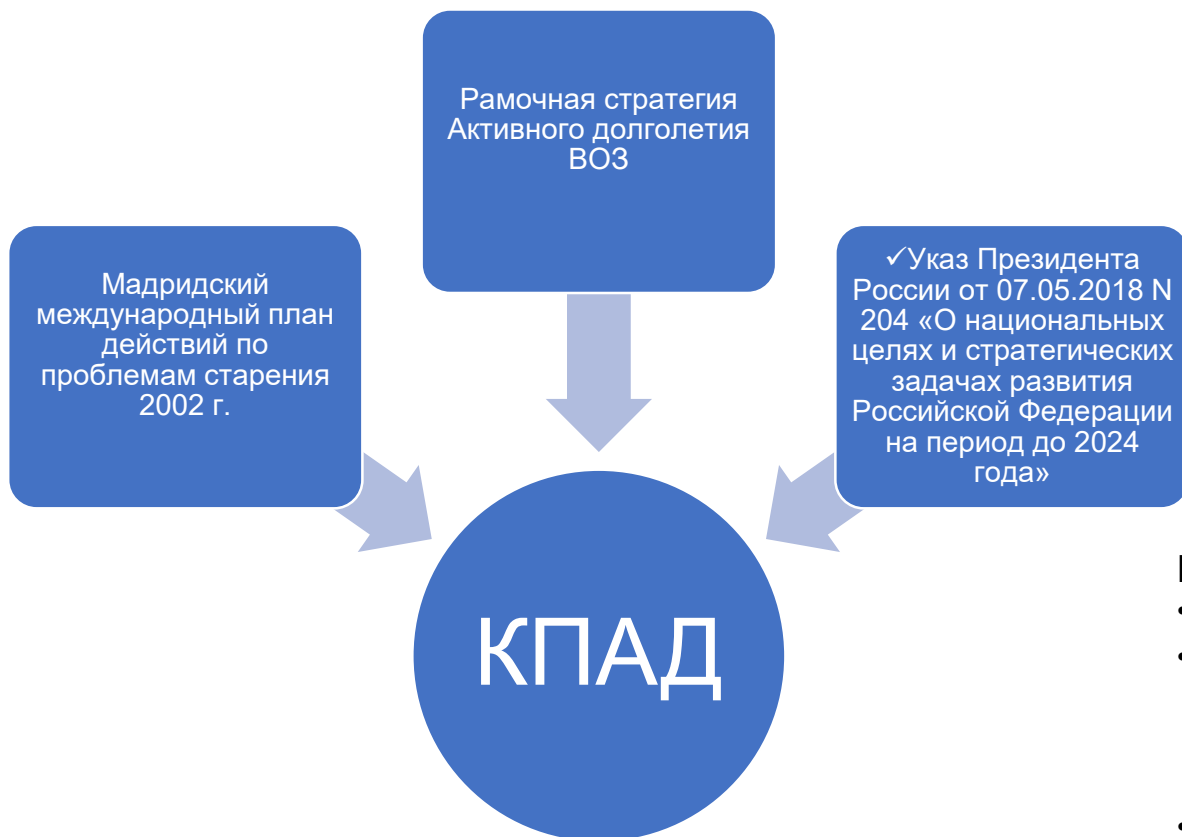 Рамочная стратегия
Активного долголетия
ВОЗ
Мадридский
международный план
действий по
проблемам старения
2002 г.
✓Указ Президента
России от 07.05.2018 N
204 «О национальных
целях и стратегических
задачах развития
Российской Федерации
на период до 2024
года»
КПАД